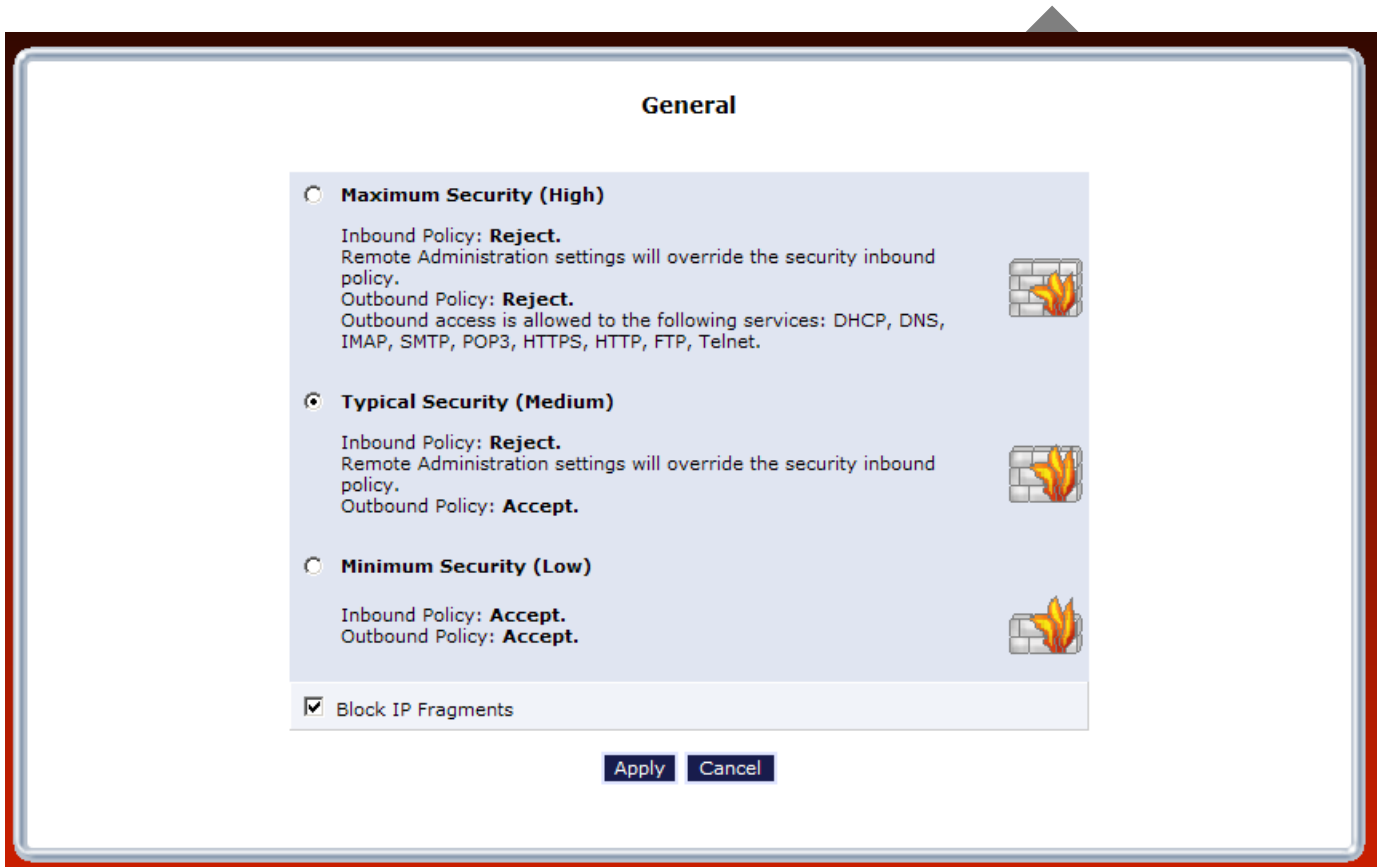 General
Maximum Security (High)
Inbound Policy: Reject.
Remote Administration settings will override the security inbound
policy.
Outbound Policy: Reject.
Outbound access is allowed to the following services: DHCP, DNS,
IMAP, SMTP, POP3, HTTPS, HTTP, FTP, Telnet.
Typical Security (Medium)
Inbound Policy: Reject.
Remote Administration settings will override the security inbound
policy.
Outbound Policy: Accept.
Minimum Security (Low)
Inbound Policy: Accept.
Outbound Policy: Accept.
Block IP Fragments
Apply Cancel